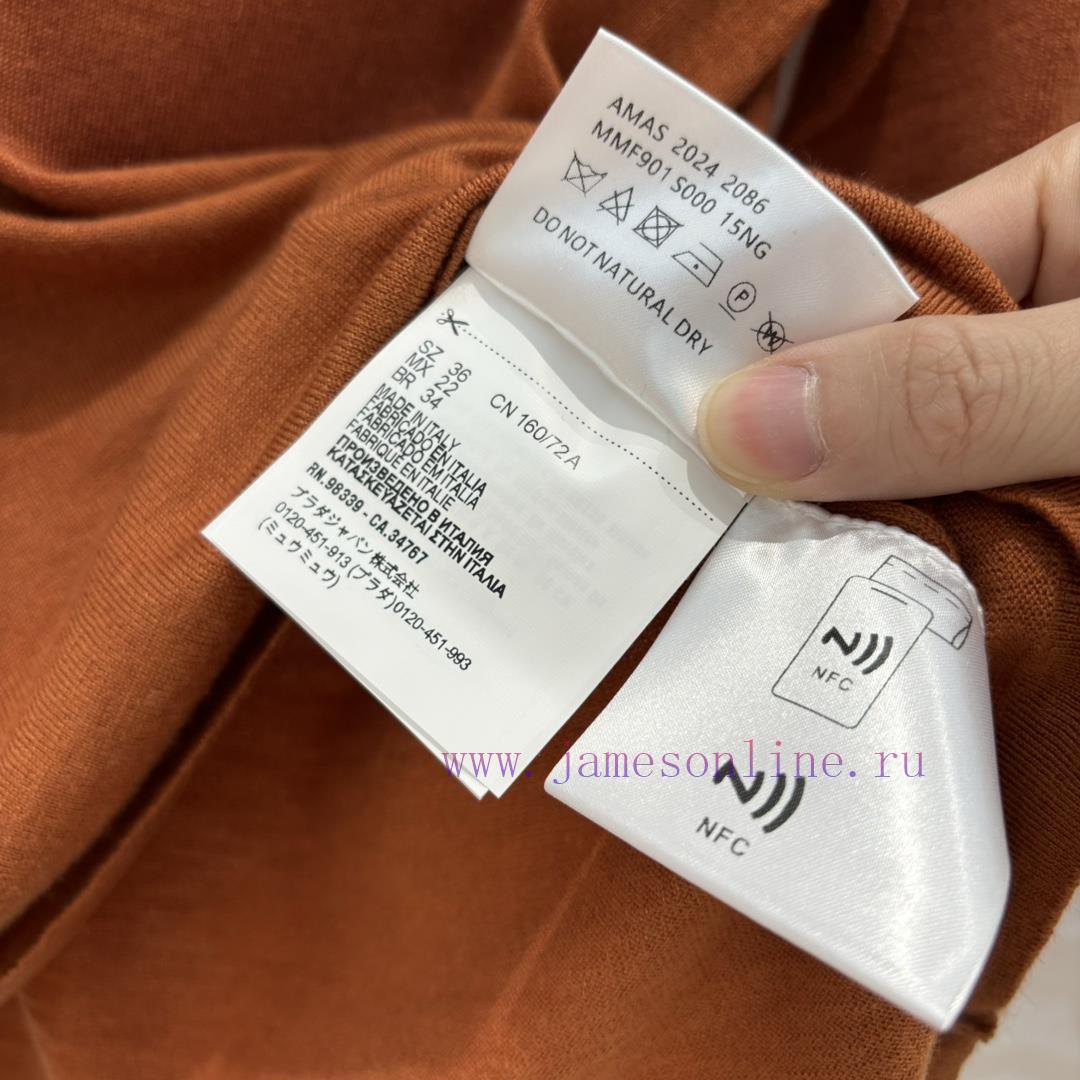 AMAS 2024 2086
MMF901 S000 15NG
P
W
DO NOT NATURAL DRY
SZ 36
MX 22
BR 34
CN 160/72A
MADE IN ITALY
FABRICADO EN ITALIA
FABRICADO EM ITALIA
FABRIQUE EN ITALIE
ПРОИЗВЕДЕНО В ИТАЛИЯ
ΚΑΤΑΣΚΕΥΑΖΕΤΑΙ ΣΤΗΝ ITALIA
RN.98339 - CA.34767
プラダジャパン株式会社
0120-451-913 (プラダ)0120-451-993
(ミュウミュウ)
NFC
www.jamesonline.ru
NFC